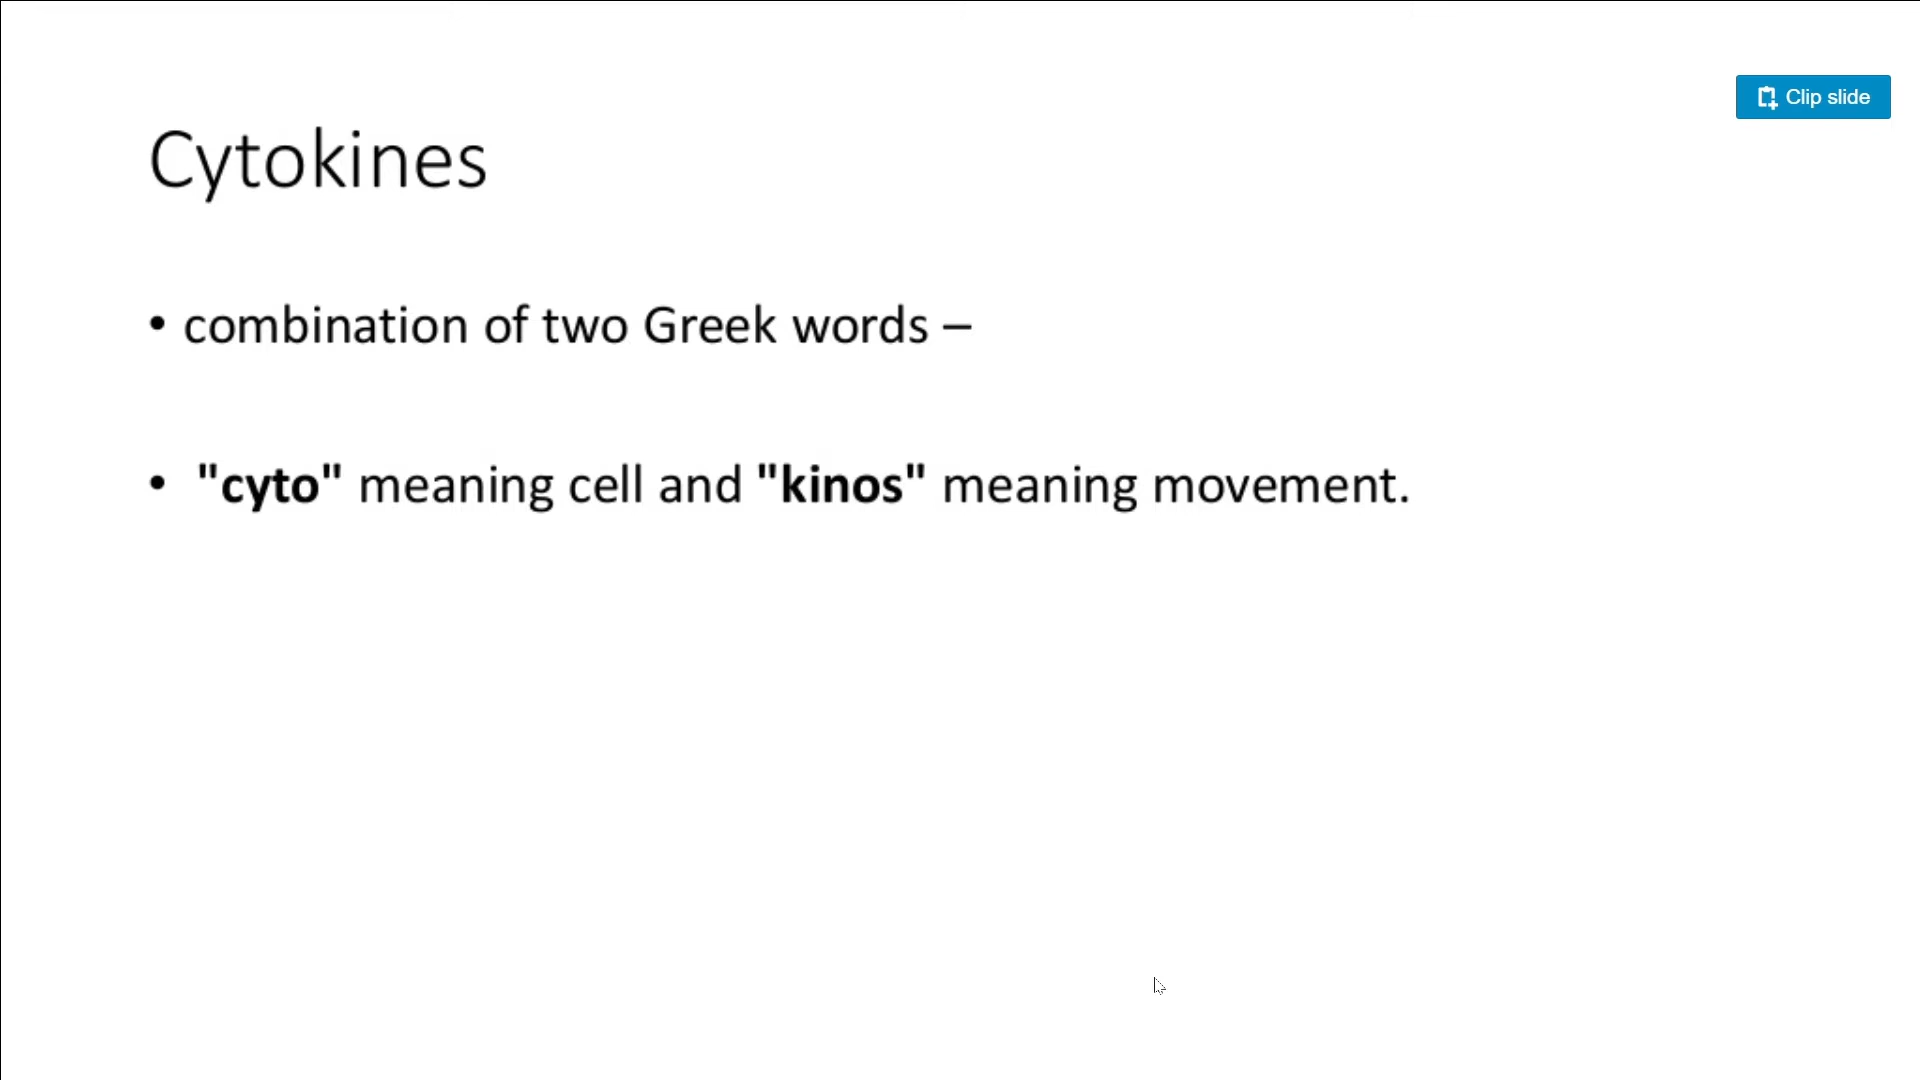 Clip slide
Cytokines
• combination of two Greek words –
• "cyto" meaning cell and "kinos" meaning movement.